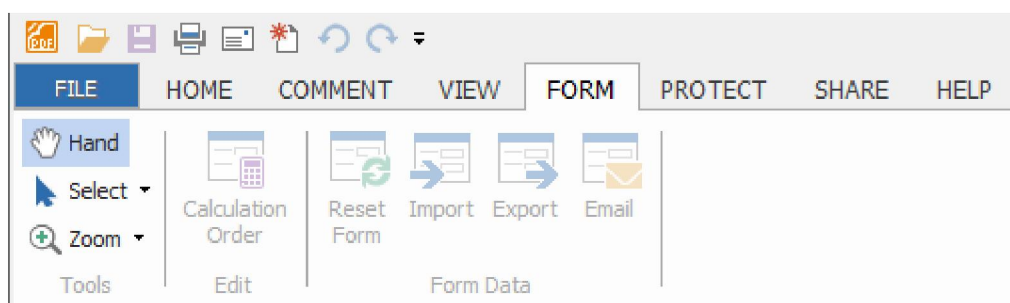 PDF
FILE HOME COMMENT VIEW FORM PROTECT SHARE HELP
Hand
Select
Zoom
Tools
Calculation
Order
Edit
Reset
Form
Import
Export
Email
Form Data